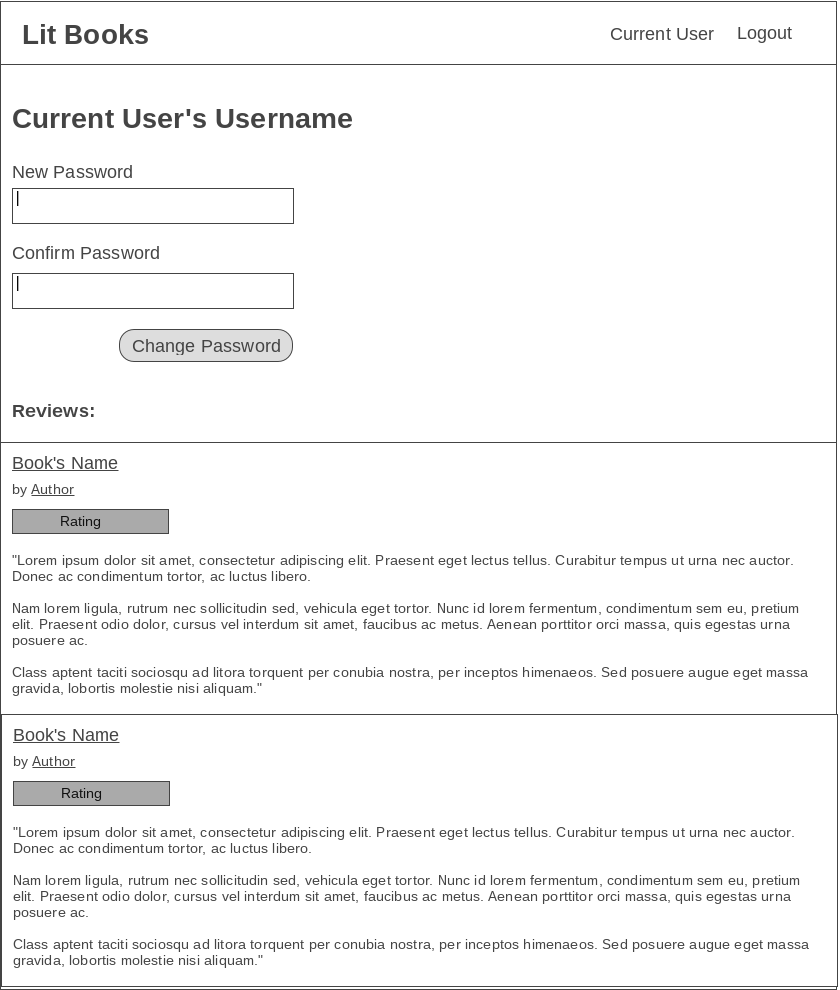 Lit Books
Current User
Logout
Current User's Username
New Password
Confirm Password
Change Password
Reviews:
Book's Name
by Author
Rating
"Lorem ipsum dolor sit amet, consectetur adipiscing elit. Praesent eget lectus tellus. Curabitur tempus ut urna nec auctor.
Donec ac condimentum tortor, ac luctus libero.
Nam lorem ligula, rutrum nec sollicitudin sed, vehicula eget tortor. Nunc id lorem fermentum, condimentum sem eu, pretium
elit. Praesent odio dolor, cursus vel interdum sit amet, faucibus ac metus. Aenean porttitor orci massa, quis egestas urna
posuere ac.
Class aptent taciti sociosqu ad litora torquent per conubia nostra, per inceptos himenaeos. Sed posuere augue eget massa
gravida, lobortis molestie nisi aliquam."
Book's Name
by Author
Rating
"Lorem ipsum dolor sit amet, consectetur adipiscing elit. Praesent eget lectus tellus. Curabitur tempus ut urna nec auctor.
Donec ac condimentum tortor, ac luctus libero.
Nam lorem ligula, rutrum nec sollicitudin sed, vehicula eget tortor. Nunc id lorem fermentum, condimentum sem eu, pretium
elit. Praesent odio dolor, cursus vel interdum sit amet, faucibus ac metus. Aenean porttitor orci massa, quis egestas urna
posuere ac.
Class aptent taciti sociosqu ad litora torquent per conubia nostra, per inceptos himenaeos. Sed posuere augue eget massa
gravida, lobortis molestie nisi aliquam."